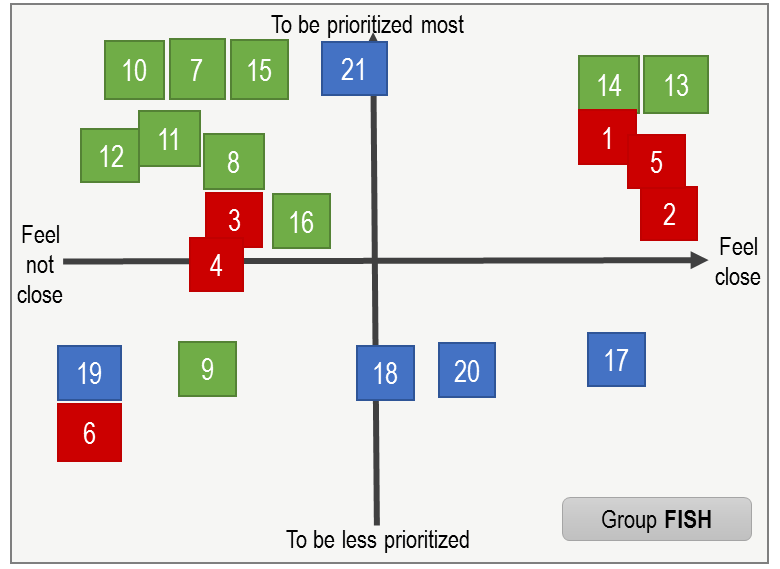 To be prioritized most
10 7 15 21 14 13
12 11 8 1 5
3 16 2
Feel
not
close
4
Feel
close
19 9 18 20 17
6
Group FISH
To be less prioritized